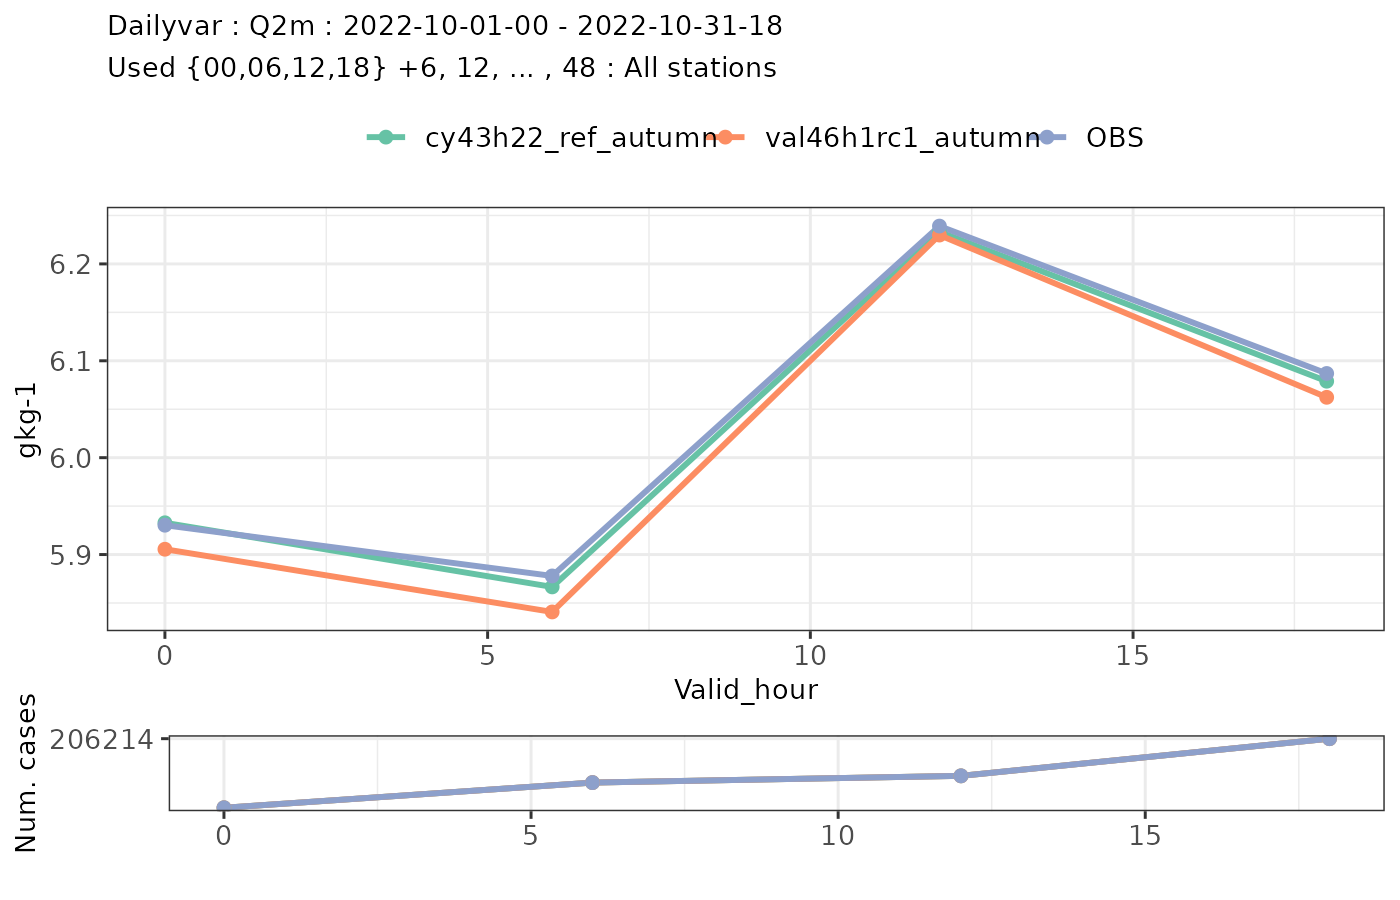 Dailyvar : Q2m : 2022-10-01-00 - 2022-10-31-18
Used {00,06,12,18} +6, 12, ... , 48 : All stations
cy43h22_ref_autumn val46h1rc1_autumn OBS
6.2
6.1
6.0
5.9
gkg-1
0 5 10 15
Valid_hour
206214
Num. cases
0 5 10 15